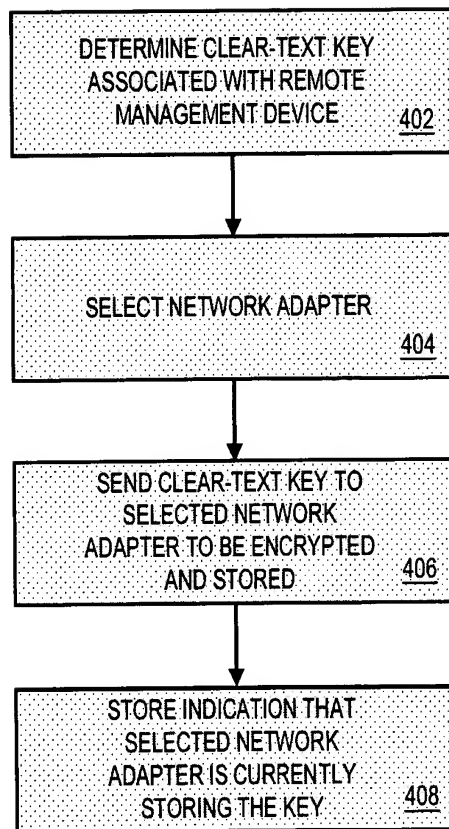 DETERMINE CLEAR-TEXT KEY
ASSOCIATED WITH REMOTE
MANAGEMENT DEVICE
402
SELECT NETWORK ADAPTER
404
SEND CLEAR-TEXT KEY TO
SELECTED NETWORK
ADAPTER TO BE ENCRYPTED
AND STORED
406
STORE INDICATION THAT
SELECTED NETWORK
ADAPTER IS CURRENTLY
STORING THE KEY
408